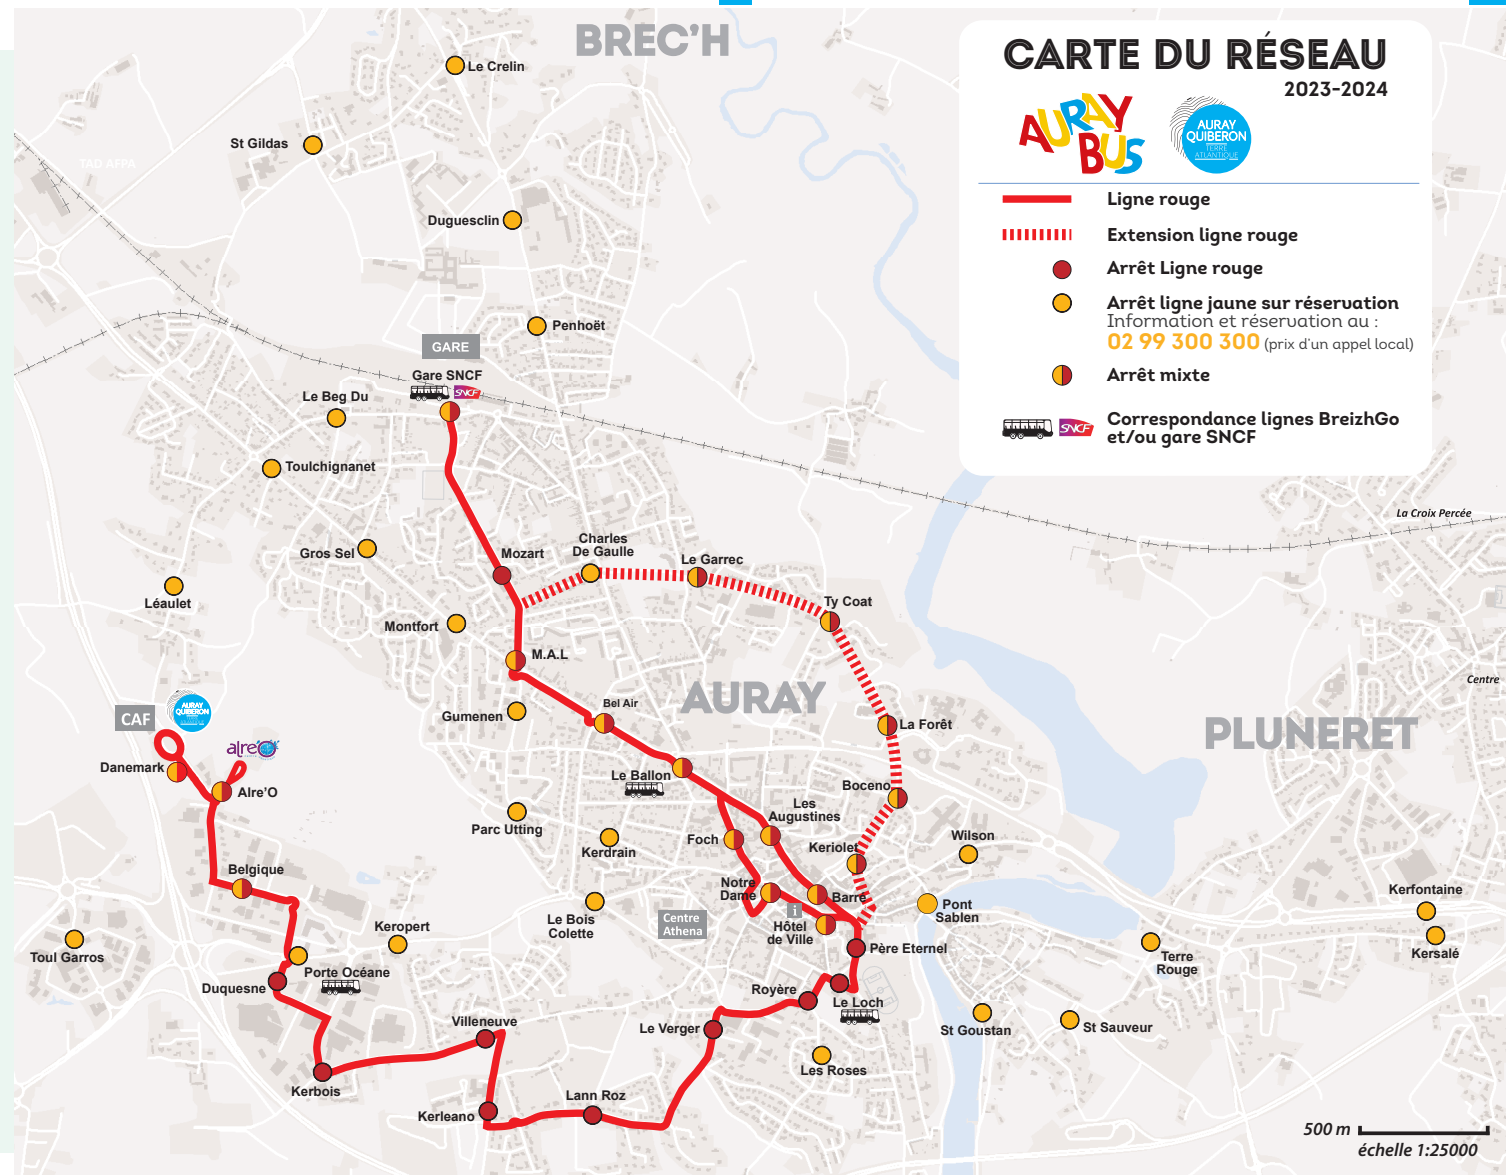 BREC'H
Le Crelin
St Gildas
TAD AFPA
Duguesclin
Penhoët
CARTE DU RÉSEAU
2023-2024
AURAY
BUS
AURAY
QUIBERON
TERRE
ATLANTIQUE
Ligne rouge
Extension ligne rouge
Arrêt Ligne rouge
Arrêt ligne jaune sur réservation
Information et réservation au :
02 99 300 300 (prix d'un appel local)
Arrêt mixte
SNCF
Correspondance lignes BreizhGo
et/ou gare SNCF
GARE
Gare SNCF
SNCF
Le Beg Du
Toulchignanet
Gros Sel
Mozart
Charles
De Gaulle
Le Garrec
La Croix Percée
Léaulet
Montfort
Ty Coat
M.A.L
Centre
AURAY
Gumenen
Bel Air
La Forêt
PLUNERET
CAF
AURAY
QUIBERON
alre'O
Danemark
Alre'O
Le Ballon
Boceno
Les
Augustines
Parc Utting
Kerdrain
Foch
Keriolet
Wilson
Belgique
Notre
Dame
Barre
Pont
Sablen
Kerfontaine
Kersalé
Le Bois
Colette
Centre
Athena
i
Hôtel
de Ville
Keropert
Père Eternel
Toul Garros
Porte Océane
Duquesne
Terre
Rouge
Royère
Le Loch
Villeneuve
Le Verger
St Goustan
St Sauveur
Les Roses
Kerbois
Lann Roz
Kerleano
500 m
échelle 1:25000